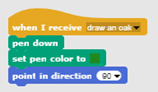 when I receive draw an oak
pen down
set pen color to
point in direction 90